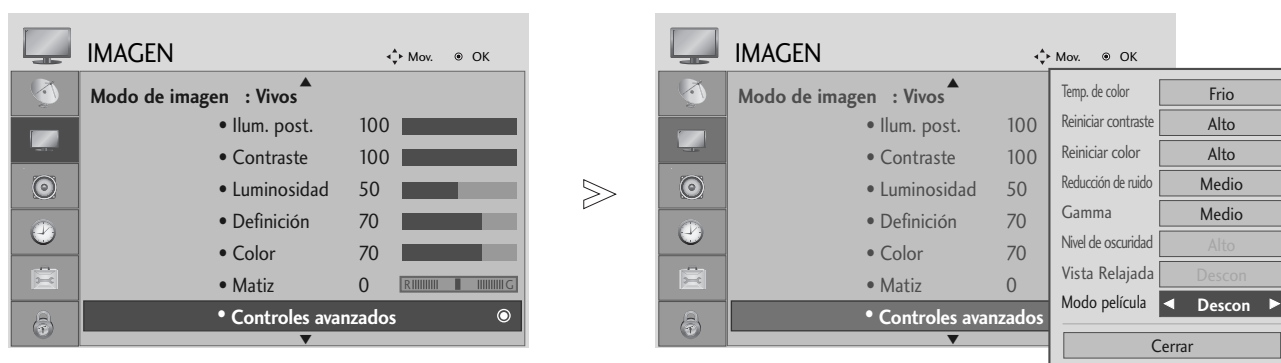 IMAGEN
Mov. OK
Modo de imagen : Vivos
• Ilum. post. 100
• Contraste 100
• Luminosidad 50
• Definición 70
• Color 70
• Matiz 0 R G
• Controles avanzados
IMAGEN
Mov. OK
Modo de imagen : Vivos
• Ilum. post. 100
• Contraste 100
• Luminosidad 50
• Definición 70
• Color 70
• Matiz 0
• Controles avanzados
Temp. de color Frio
Reiniciar contraste Alto
Reiniciar color Alto
Reducción de ruido Medio
Gamma Medio
Nivel de oscuridad Alto
Vista Relajada Descon
Modo película ◀ Descon ▶
Cerrar